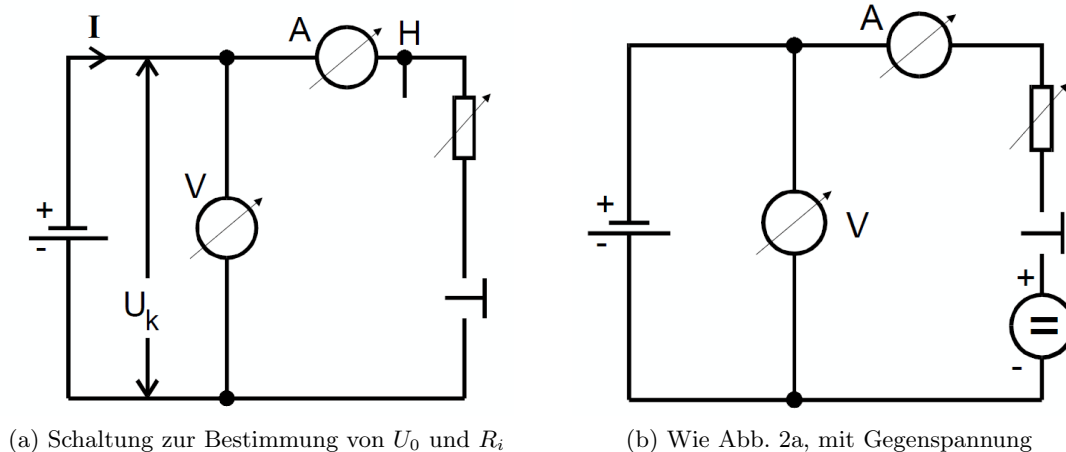 I
A
H
V
+
-
U_k
(a) Schaltung zur Bestimmung von U_0 und R_i
A
+
-
V
+
=
-
(b) Wie Abb. 2a, mit Gegenspannung